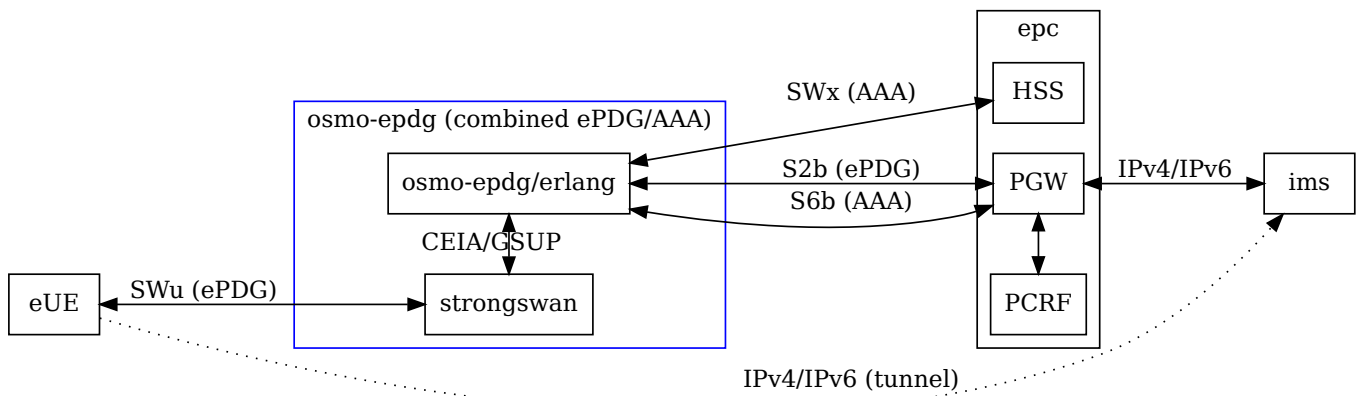 epc
SWx (AAA)
HSS
osmo-epdg (combined ePDG/AAA)
osmo-epdg/erlang
S2b (ePDG)
S6b (AAA)
PGW
IPv4/IPv6
ims
CEIA/GSUP
eUE
SWu (ePDG)
strongswan
PCRF
IPv4/IPv6 (tunnel)